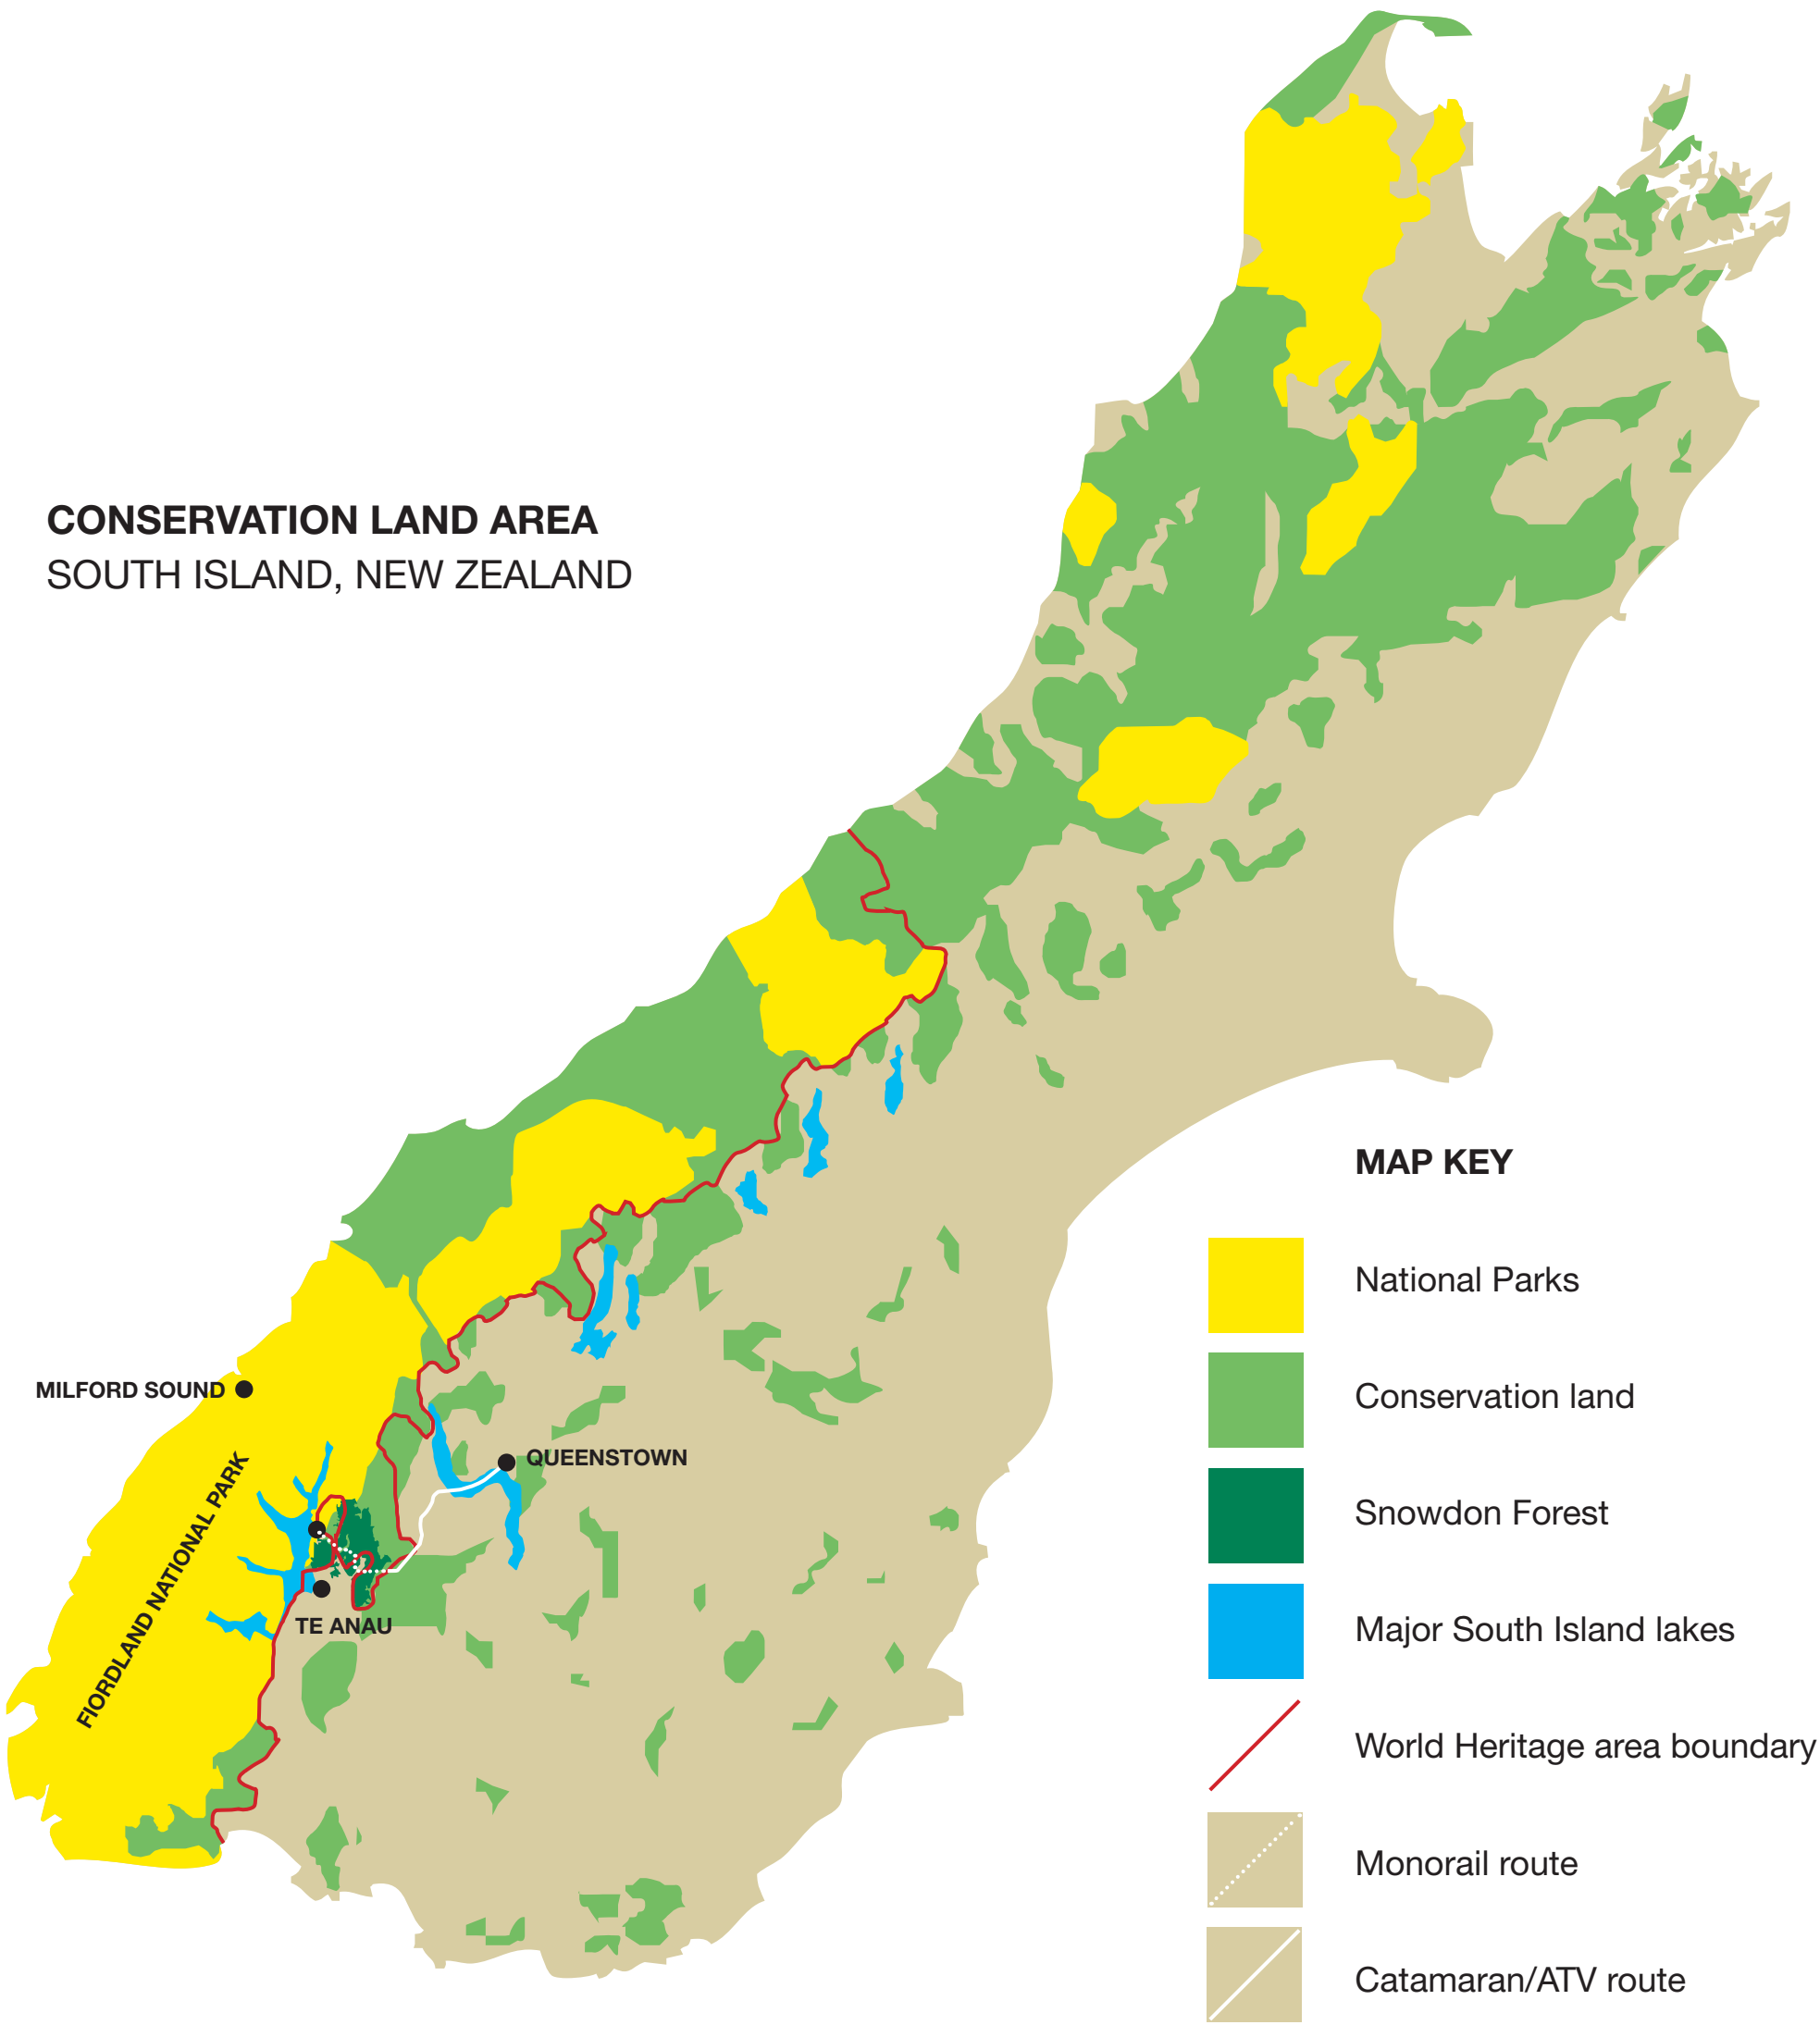 CONSERVATION LAND AREA
SOUTH ISLAND, NEW ZEALAND
MILFORD SOUND
QUEENSTOWN
FIORDLAND NATIONAL PARK
TE ANAU
MAP KEY
National Parks
Conservation land
Snowdon Forest
Major South Island lakes
World Heritage area boundary
Monorail route
Catamaran/ATV route